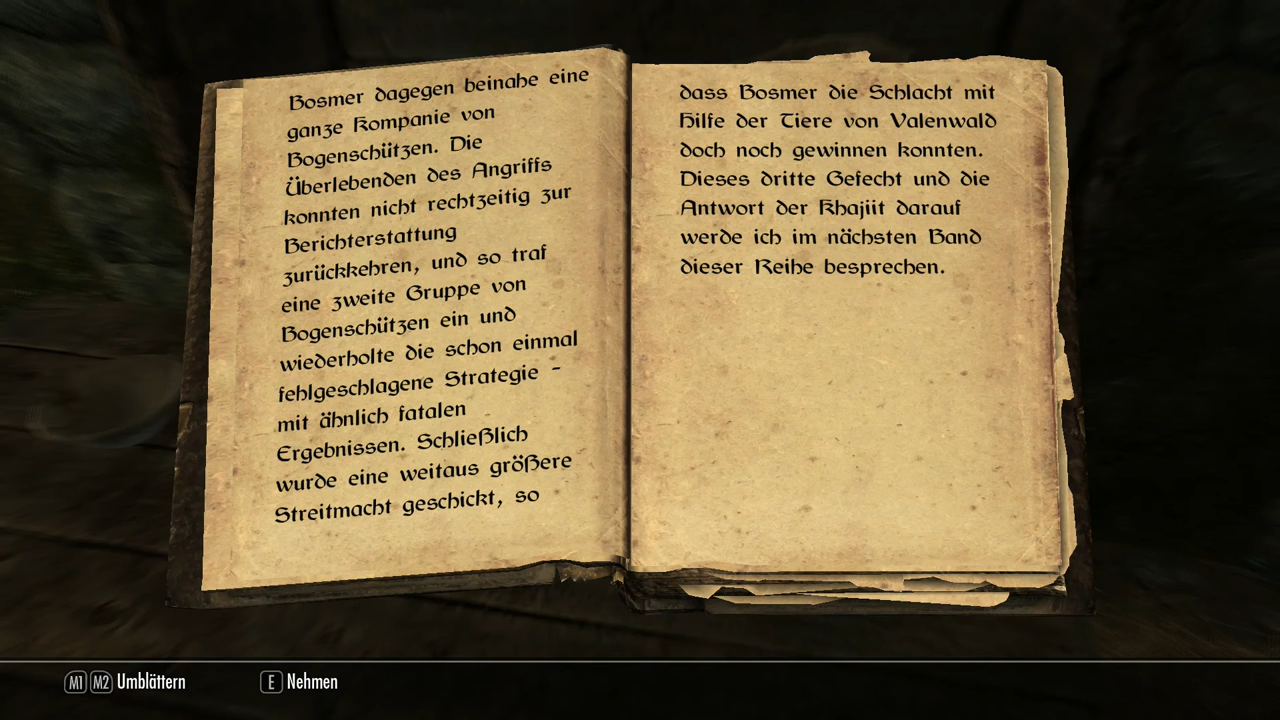 Bosmer dagegen beinahe eine
ganze Kompanie von
Bogenschützen. Die
Überlebenden des Angriffs
konnten nicht rechtzeitig zur
Berichterstattung
zurückkehren, und so traf
eine zweite Gruppe von
Bogenschützen ein und
wiederholte die schon einmal
fehlgeschlagene Strategie -
mit ähnlich fatalen
Ergebnissen. Schließlich
wurde eine weitaus größere
Streitmacht geschickt, so
dass Bosmer die Schlacht mit
Hilfe der Tiere von Valenwald
doch noch gewinnen konnten.
Dieses dritte Gefecht und die
Antwort der Khajiit darauf
werde ich im nächsten Band
dieser Reihe besprechen.
M1 M2 Umblättern
E Nehmen